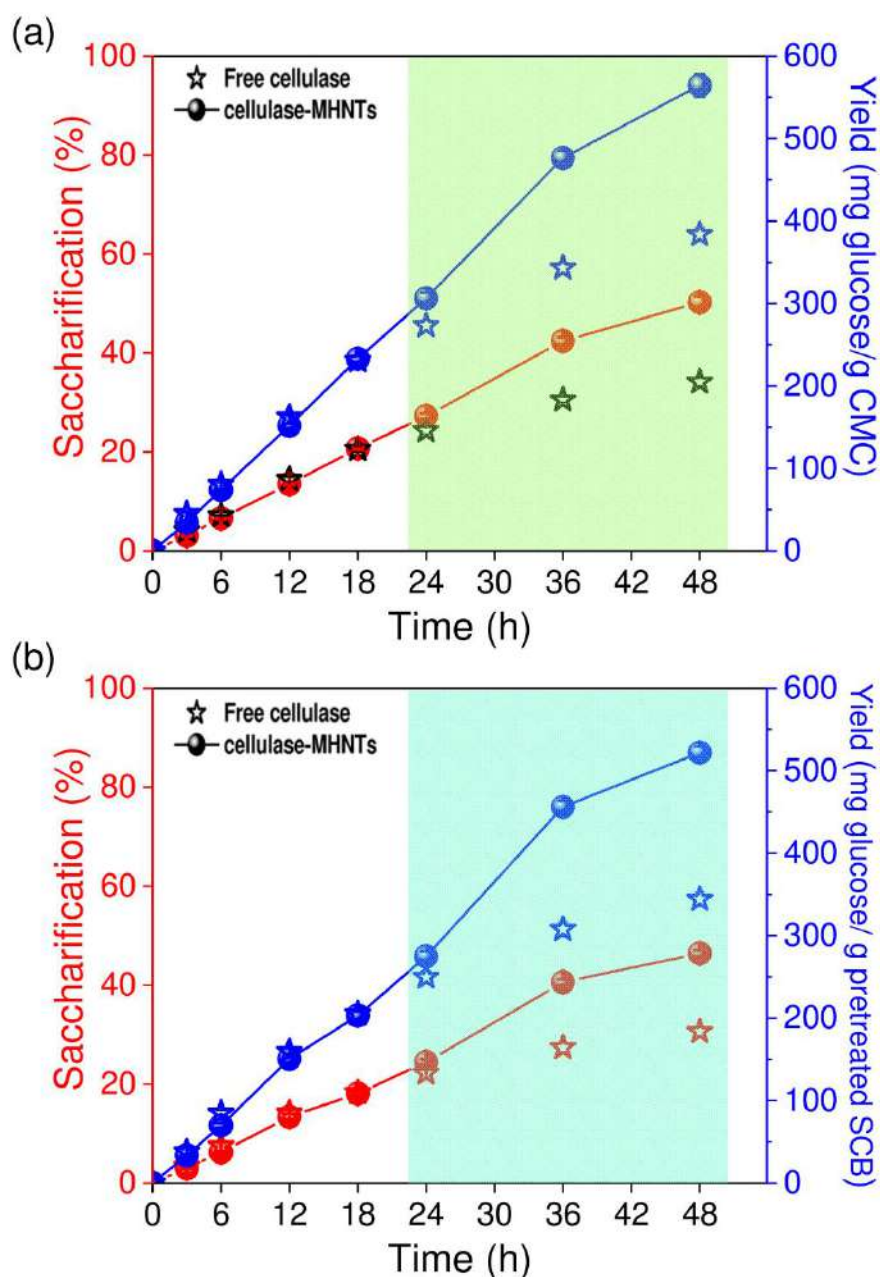 (a)
100
80
60
40
20
0
Saccharification (%)
Free cellulase
cellulase-MHNTs
600
500
400
300
200
100
0
Yield (mg glucose/g CMC)
0 6 12 18 24 30 36 42 48
Time (h)
(b)
100
80
60
40
20
0
Saccharification (%)
Free cellulase
cellulase-MHNTs
600
500
400
300
200
100
0
Yield (mg glucose/ g pretreated SCB)
0 6 12 18 24 30 36 42 48
Time (h)